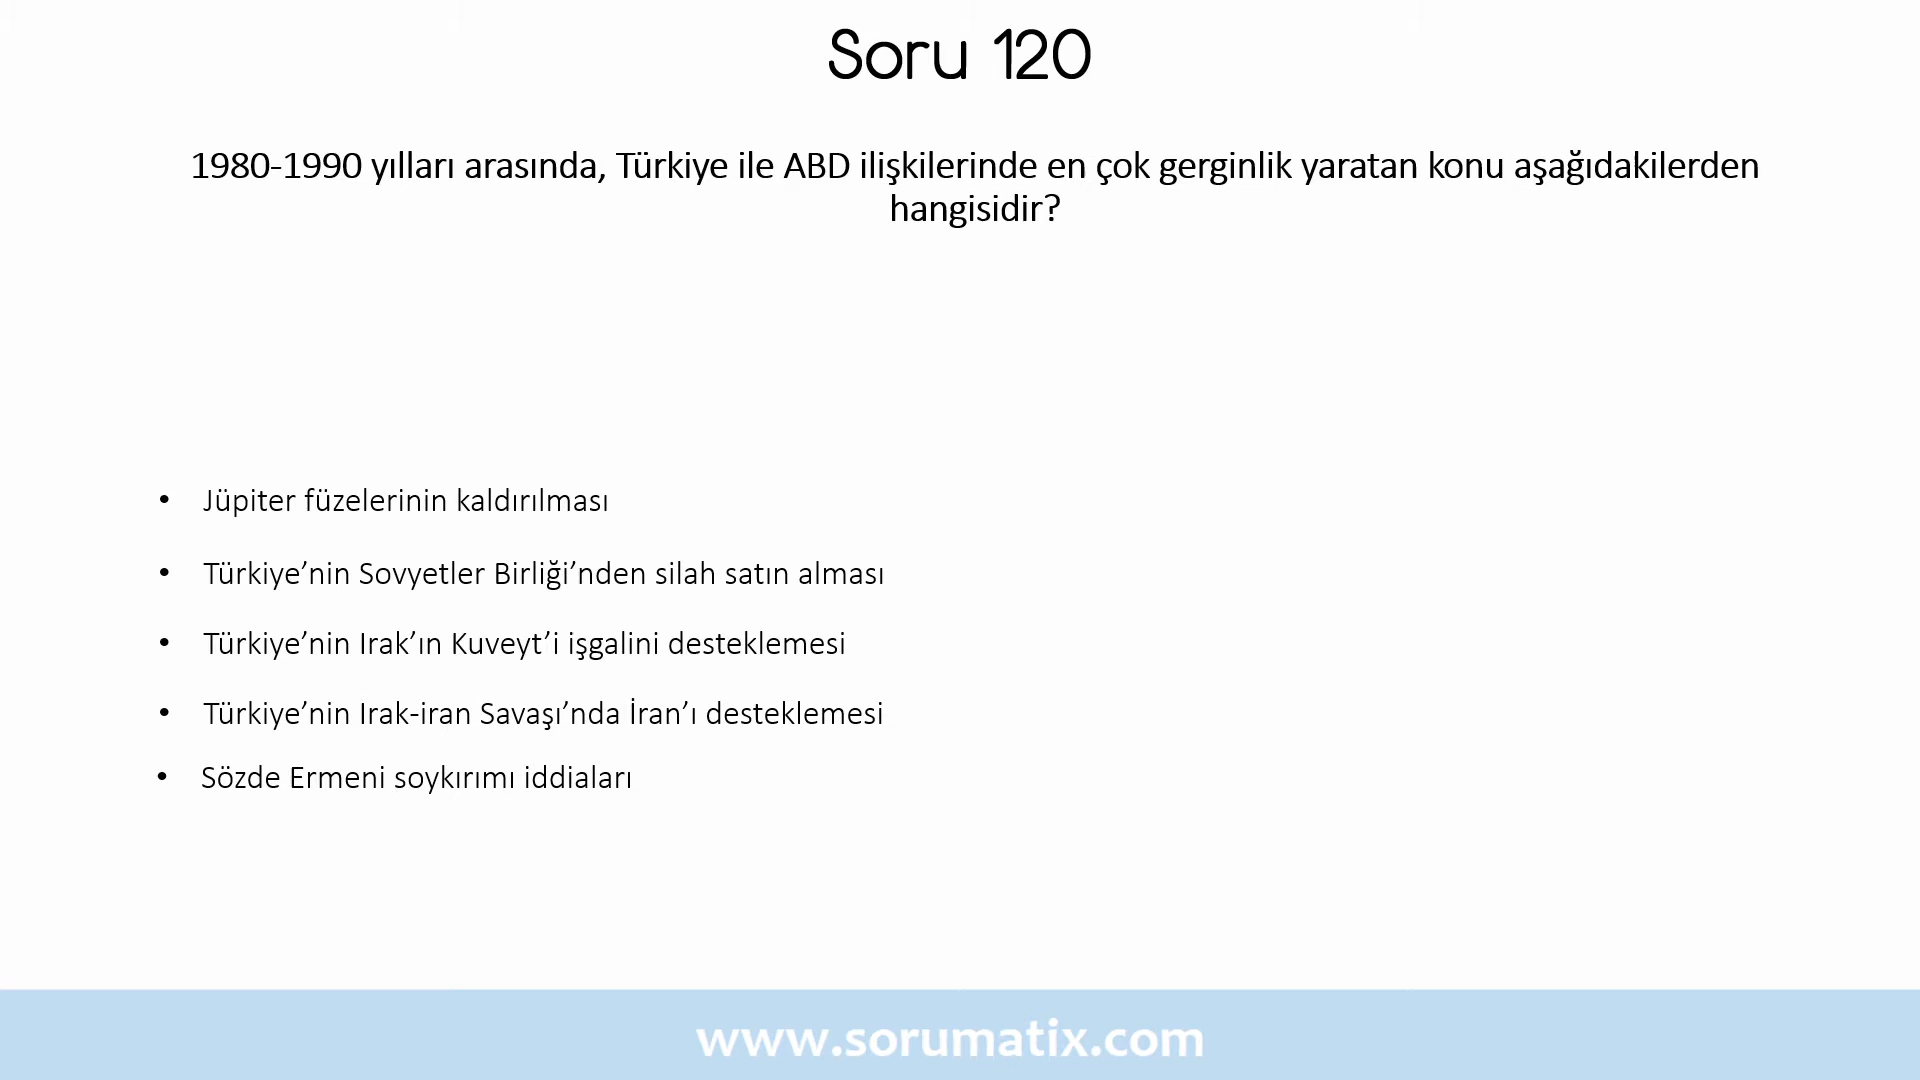 Soru 120
1980-1990 yılları arasında, Türkiye ile ABD ilişkilerinde en çok gerginlik yaratan konu aşağıdakilerden
hangisidir?
• Jüpiter füzelerinin kaldırılması
• Türkiye’nin Sovyetler Birliği’nden silah satın alması
• Türkiye’nin Irak’ın Kuveyt’i işgalini desteklemesi
• Türkiye’nin Irak-iran Savaşı’nda İran’ı desteklemesi
• Sözde Ermeni soykırımı iddiaları
www.sorumatix.com